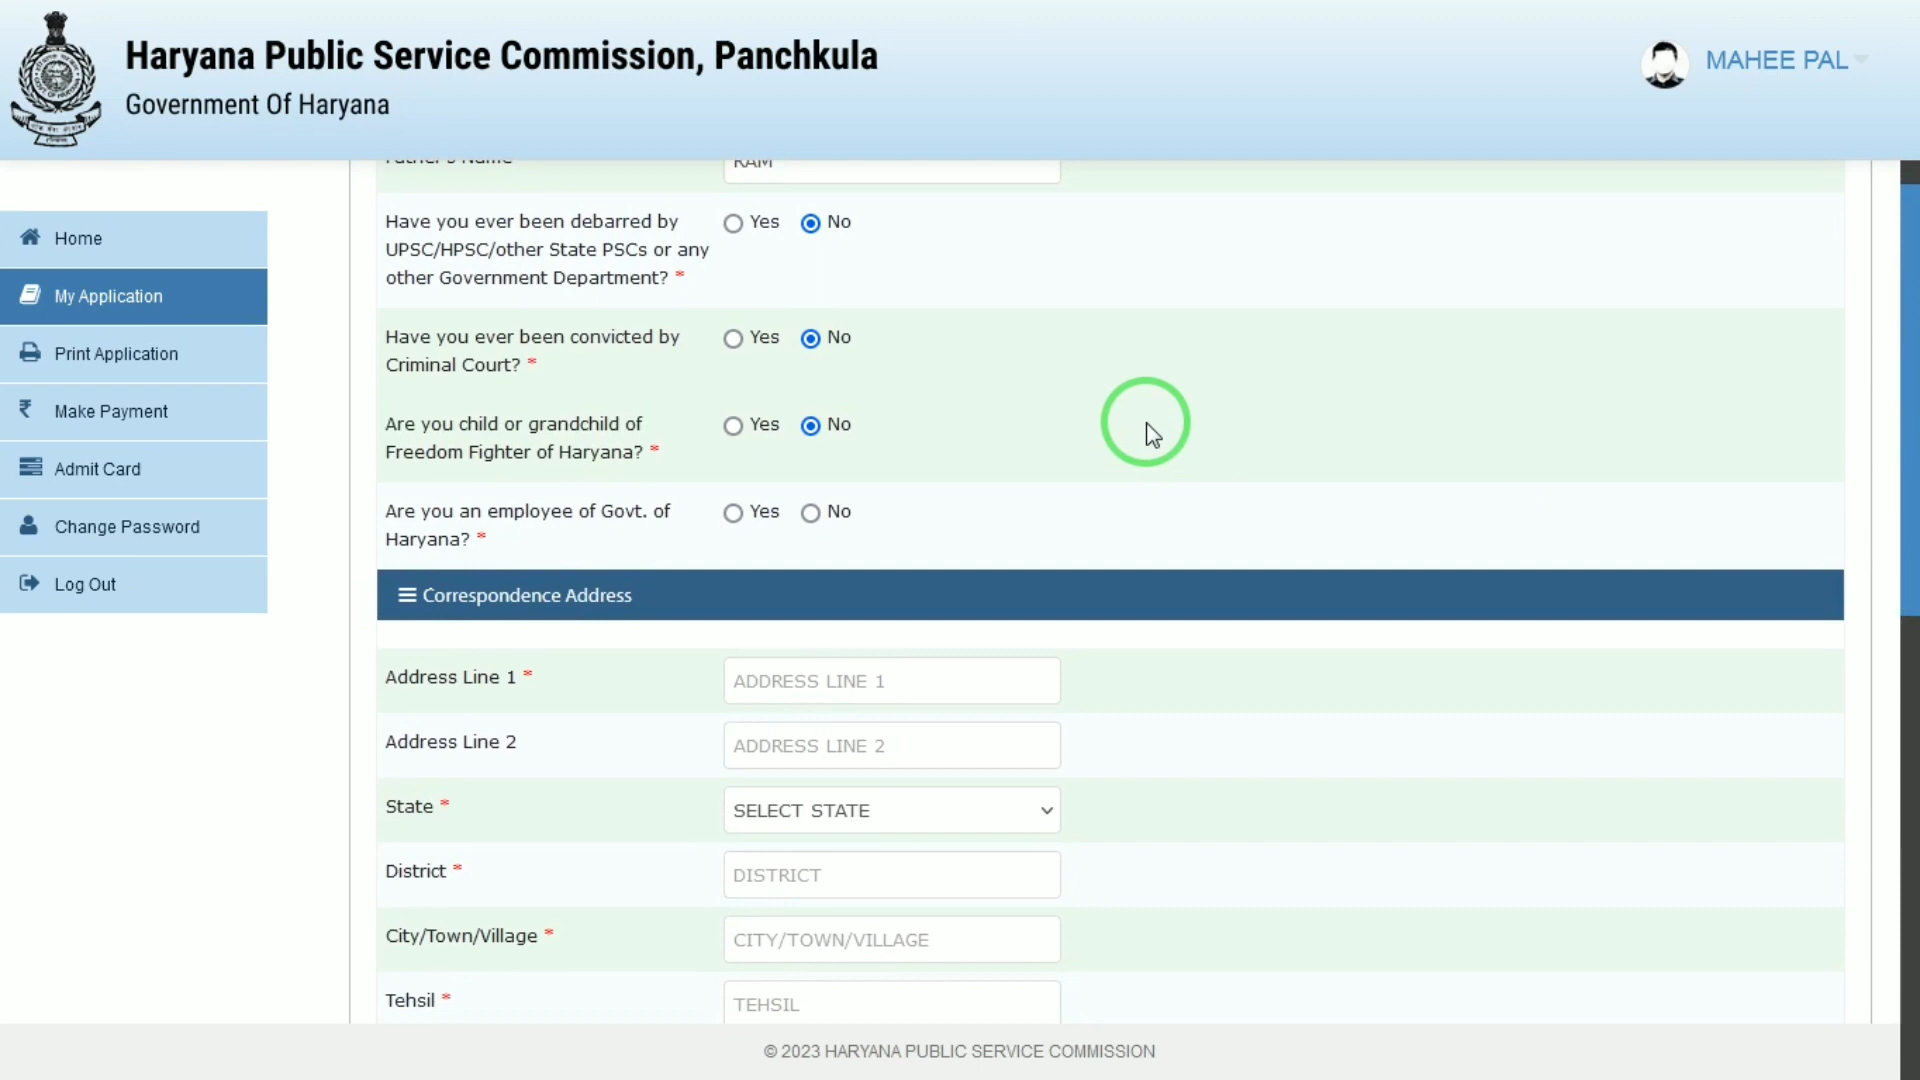 Haryana Public Service Commission, Panchkula
Government Of Haryana
MAHEE PAL
Home
My Application
Print Application
Make Payment
Admit Card
Change Password
Log Out
Father's Name
RAM
Have you ever been debarred by
UPSC/HPSC/other State PSCs or any
other Government Department? *
Yes No
Have you ever been convicted by
Criminal Court? *
Yes No
Are you child or grandchild of
Freedom Fighter of Haryana? *
Yes No
Are you an employee of Govt. of
Haryana? *
Yes No
Correspondence Address
Address Line 1 *
ADDRESS LINE 1
Address Line 2
ADDRESS LINE 2
State *
SELECT STATE
District *
DISTRICT
City/Town/Village *
CITY/TOWN/VILLAGE
Tehsil *
TEHSIL
© 2023 HARYANA PUBLIC SERVICE COMMISSION